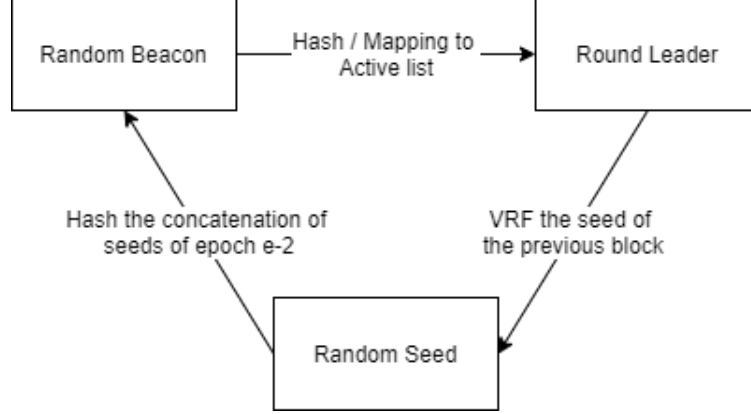 Random Beacon
Hash / Mapping to
Active list
Round Leader
Hash the concatenation of
seeds of epoch e-2
VRF the seed of
the previous block
Random Seed